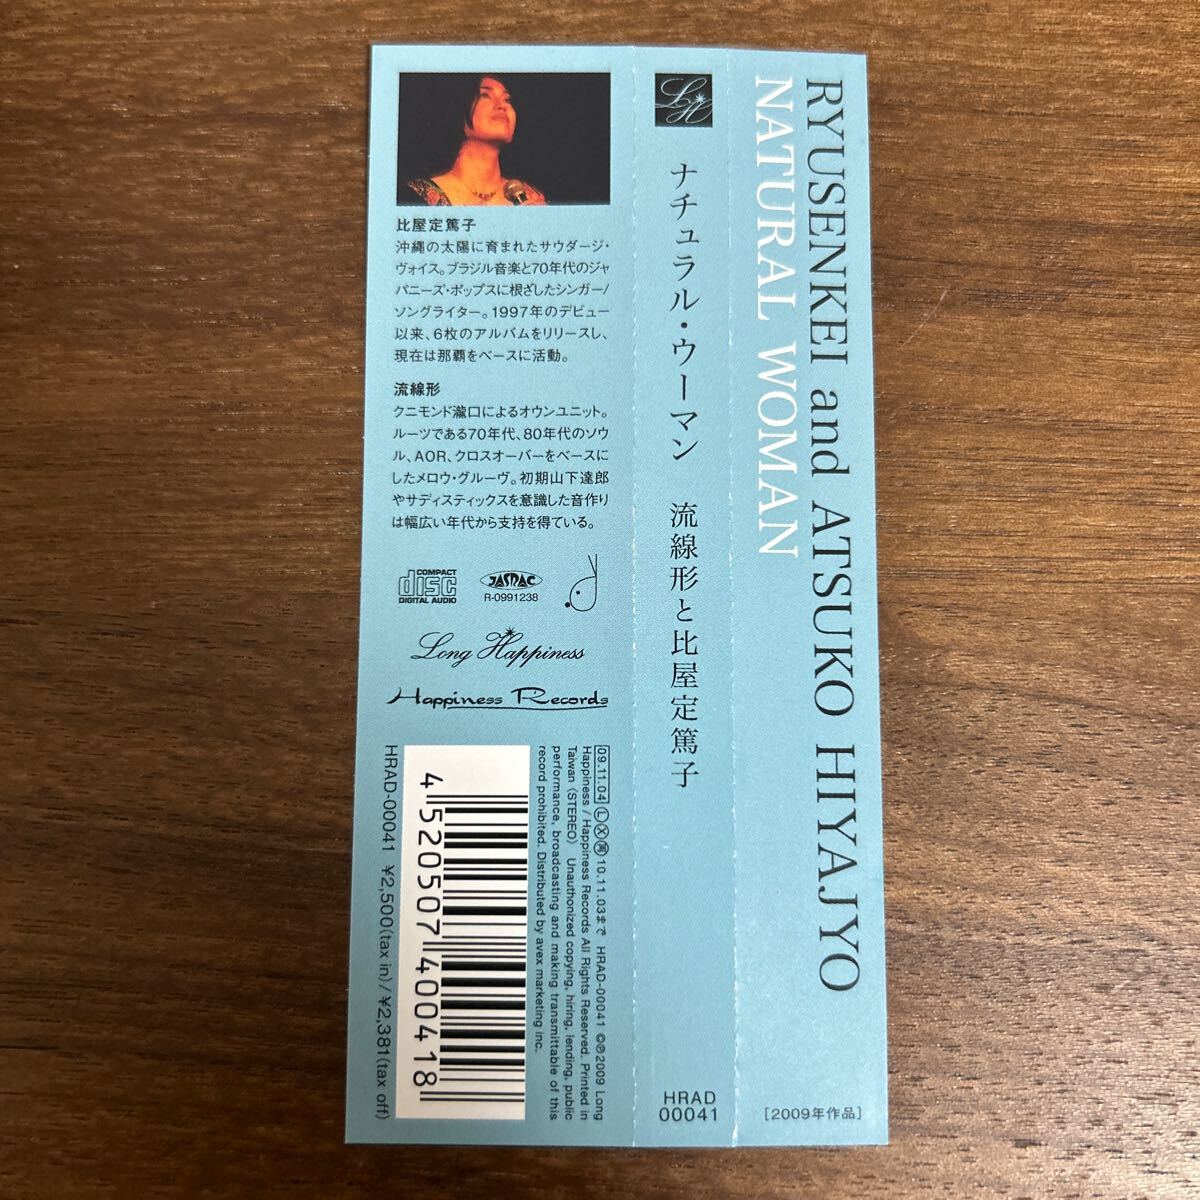 RYUSENKEI and ATSUKO HIYAJYO
NATURAL WOMAN
[2009年作品]
LH
ナチュラル・ウーマン 流線形と比屋定篤子
HRAD
00041
比屋定篤子
沖縄の太陽に育まれたサウダージ・
ヴォイス。ブラジル音楽と70年代のジャ
パニーズ・ポップスに根ざしたシンガー/
ソングライター。1997年のデビュー
以来、6枚のアルバムをリリースし、
現在は那覇をベースに活動。
流線形
クニモンド瀧口によるオウンユニット。
ルーツである70年代、80年代のソウ
ル、AOR、クロスオーバーをベースに
したメロウ・グルーヴ。初期山下達郎
やサディスティックスを意識した音作り
は幅広い年代から支持を得ている。
COMPACT
disc
DIGITAL AUDIO
JASRAC
R-0991238
Long Happiness
Happiness Records
09.11.04 Ⓛ Ⓧ ㊮ 10.11.03まで HRAD-00041 ©℗2009 Long
Happiness / Happiness Records All Rights Reserved. Printed in
Taiwan (STEREO) Unauthorized copying, hiring, lending, public
performance, broadcasting and making transmittable of this
record prohibited. Distributed by avex marketing inc.
4 520507 400418
HRAD-00041 ¥2,500(tax in)/¥2,381(tax off)